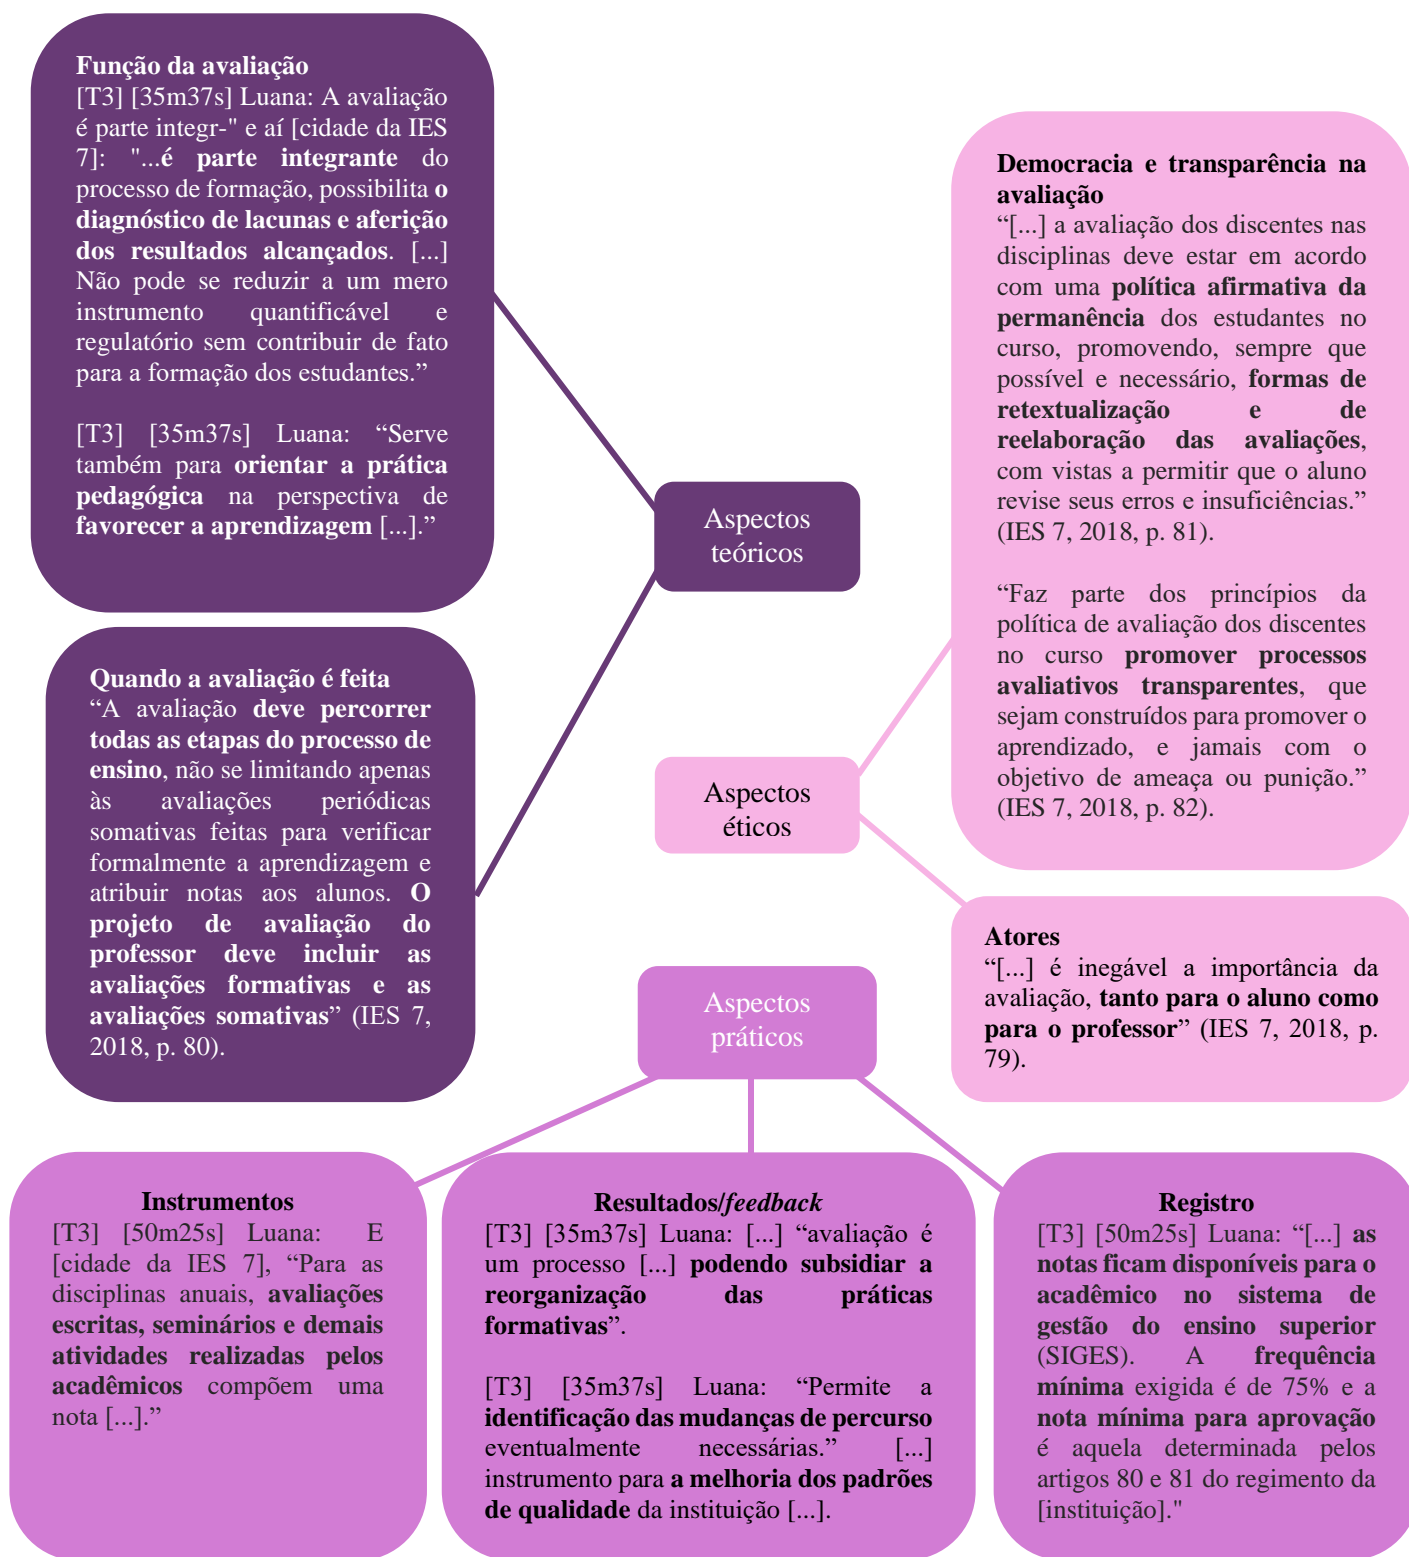 Função da avaliação
[T3] [35m37s] Luana: A avaliação
é parte integr-" e aí [cidade da IES
7]: "...é parte integrante do
processo de formação, possibilita o
diagnóstico de lacunas e aferição
dos resultados alcançados. [...]
Não pode se reduzir a um mero
instrumento quantificável e
regulatório sem contribuir de fato
para a formação dos estudantes.”
[T3] [35m37s] Luana: “Serve
também para orientar a prática
pedagógica na perspectiva de
favorecer a aprendizagem [...].”
Quando a avaliação é feita
“A avaliação deve percorrer
todas as etapas do processo de
ensino, não se limitando apenas
às avaliações periódicas
somativas feitas para verificar
formalmente a aprendizagem e
atribuir notas aos alunos. O
projeto de avaliação do
professor deve incluir as
avaliações formativas e as
avaliações somativas” (IES 7,
2018, p. 80).
Aspectos
teóricos
Democracia e transparência na
avaliação
“[...] a avaliação dos discentes nas
disciplinas deve estar em acordo
com uma política afirmativa da
permanência dos estudantes no
curso, promovendo, sempre que
possível e necessário, formas de
retextualização e de
reelaboração das avaliações,
com vistas a permitir que o aluno
revise seus erros e insuficiências.”
(IES 7, 2018, p. 81).
“Faz parte dos princípios da
política de avaliação dos discentes
no curso promover processos
avaliativos transparentes, que
sejam construídos para promover o
aprendizado, e jamais com o
objetivo de ameaça ou punição.”
(IES 7, 2018, p. 82).
Aspectos
éticos
Atores
“[...] é inegável a importância da
avaliação, tanto para o aluno como
para o professor” (IES 7, 2018, p.
79).
Aspectos
práticos
Instrumentos
[T3] [50m25s] Luana: E
[cidade da IES 7], “Para as
disciplinas anuais, avaliações
escritas, seminários e demais
atividades realizadas pelos
acadêmicos compõem uma
nota [...].”
Resultados/feedback
[T3] [35m37s] Luana: [...] “avaliação é
um processo [...] podendo subsidiar a
reorganização das práticas
formativas”.
[T3] [35m37s] Luana: “Permite a
identificação das mudanças de percurso
eventualmente necessárias.” [...]
instrumento para a melhoria dos padrões
de qualidade da instituição [...].
Registro
[T3] [50m25s] Luana: “[...] as
notas ficam disponíveis para o
acadêmico no sistema de
gestão do ensino superior
(SIGES). A frequência
mínima exigida é de 75% e a
nota mínima para aprovação
é aquela determinada pelos
artigos 80 e 81 do regimento da
[instituição]."